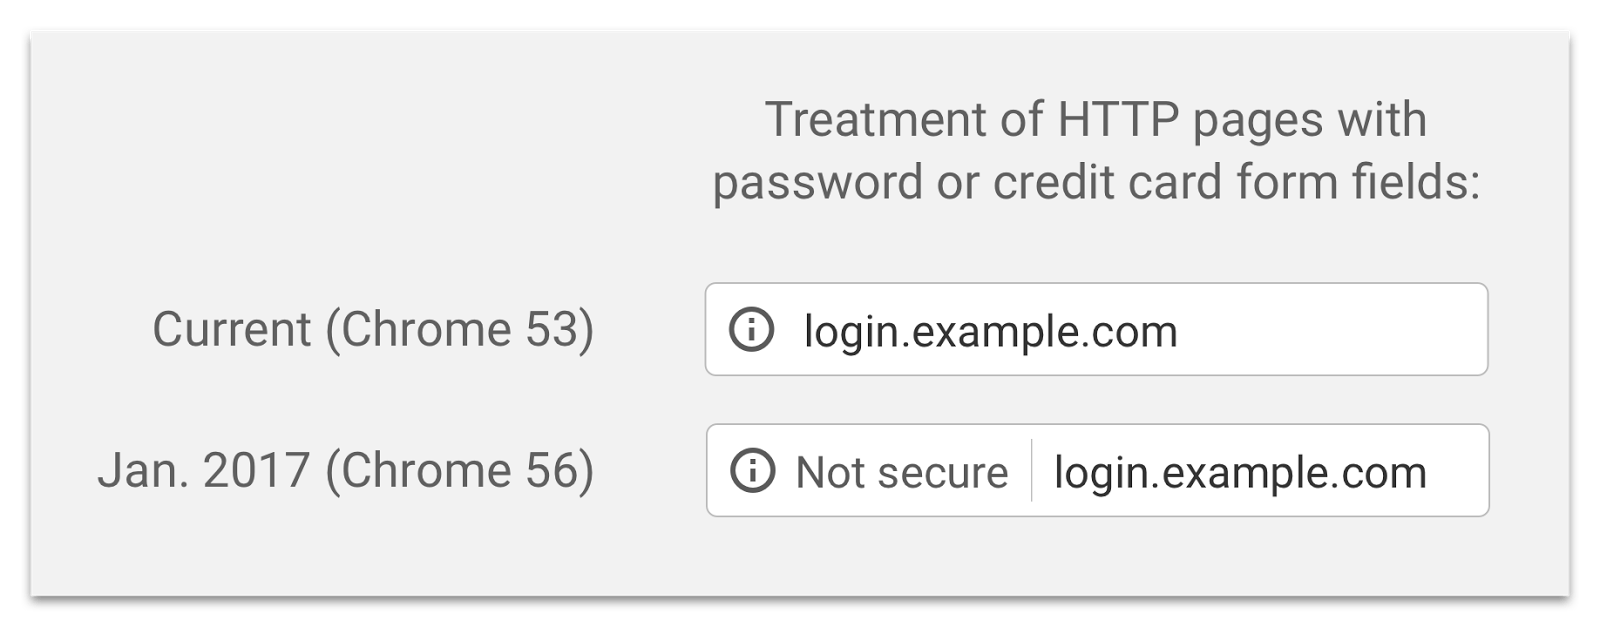 Treatment of HTTP pages with
password or credit card form fields:
Current (Chrome 53)
login.example.com
Jan. 2017 (Chrome 56)
Not secure login.example.com